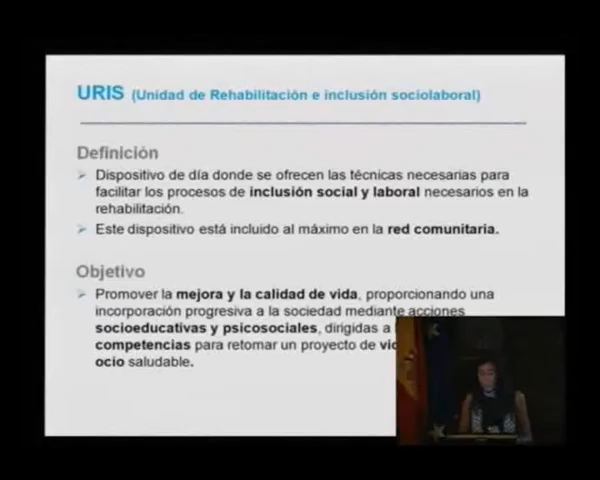 URIS (Unidad de Rehabilitación e inclusión sociolaboral)
Definición
Dispositivo de día donde se ofrecen las técnicas necesarias para
facilitar los procesos de inclusión social y laboral necesarios en la
rehabilitación.
Este dispositivo está incluido al máximo en la red comunitaria.
Objetivo
Promover la mejora y la calidad de vida, proporcionando una
incorporación progresiva a la sociedad mediante acciones
socioeducativas y psicosociales, dirigidas a
competencias para retomar un proyecto de
ocio saludable.